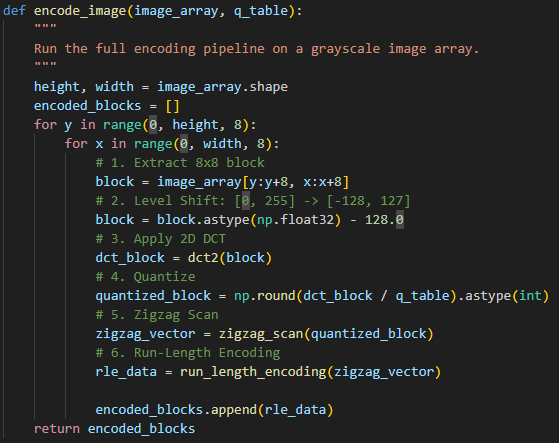 def encode_image(image_array, q_table):
    """
    Run the full encoding pipeline on a grayscale image array.
    """
    height, width = image_array.shape
    encoded_blocks = []
    for y in range(0, height, 8):
        for x in range(0, width, 8):
            # 1. Extract 8x8 block
            block = image_array[y:y+8, x:x+8]
            # 2. Level Shift: [0, 255] -> [-128, 127]
            block = block.astype(np.float32) - 128.0
            # 3. Apply 2D DCT
            dct_block = dct2(block)
            # 4. Quantize
            quantized_block = np.round(dct_block / q_table).astype(int)
            # 5. Zigzag Scan
            zigzag_vector = zigzag_scan(quantized_block)
            # 6. Run-Length Encoding
            rle_data = run_length_encoding(zigzag_vector)

            encoded_blocks.append(rle_data)
    return encoded_blocks